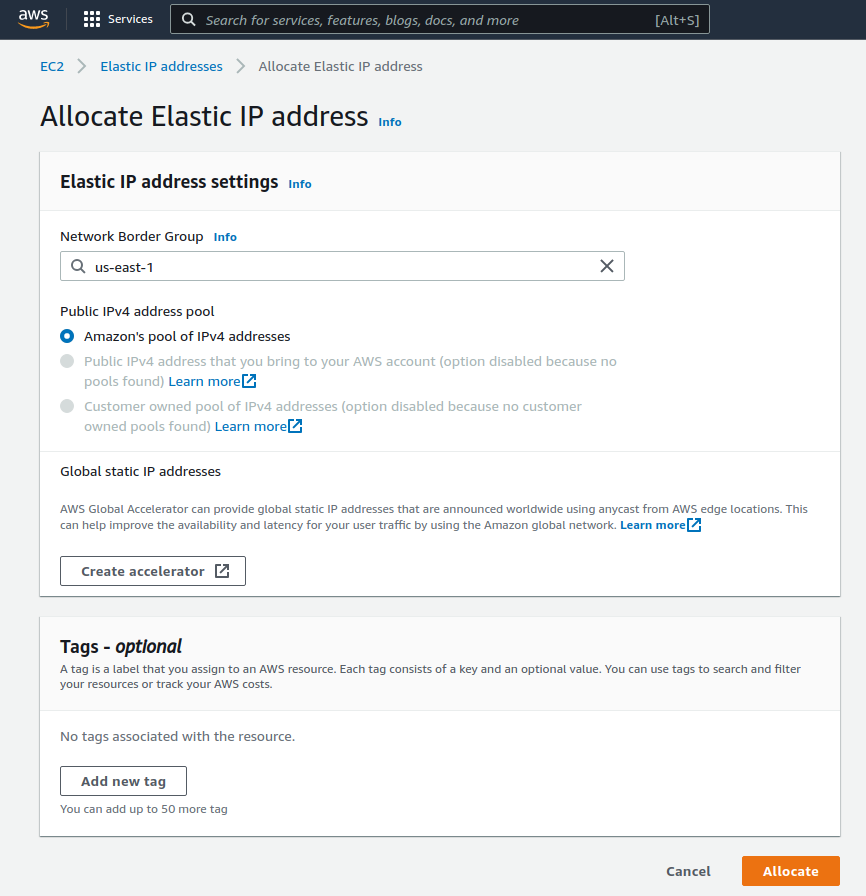 aws
Services
Search for services, features, blogs, docs, and more
[Alt+S]
EC2 > Elastic IP addresses > Allocate Elastic IP address
Allocate Elastic IP address Info
Elastic IP address settings Info
Network Border Group Info
us-east-1
Public IPv4 address pool
Amazon's pool of IPv4 addresses
Public IPv4 address that you bring to your AWS account (option disabled because no
pools found) Learn more
Customer owned pool of IPv4 addresses (option disabled because no customer
owned pools found) Learn more
Global static IP addresses
AWS Global Accelerator can provide global static IP addresses that are announced worldwide using anycast from AWS edge locations. This
can help improve the availability and latency for your user traffic by using the Amazon global network. Learn more
Create accelerator
Tags - optional
A tag is a label that you assign to an AWS resource. Each tag consists of a key and an optional value. You can use tags to search and filter
your resources or track your AWS costs.
No tags associated with the resource.
Add new tag
You can add up to 50 more tag
Cancel
Allocate